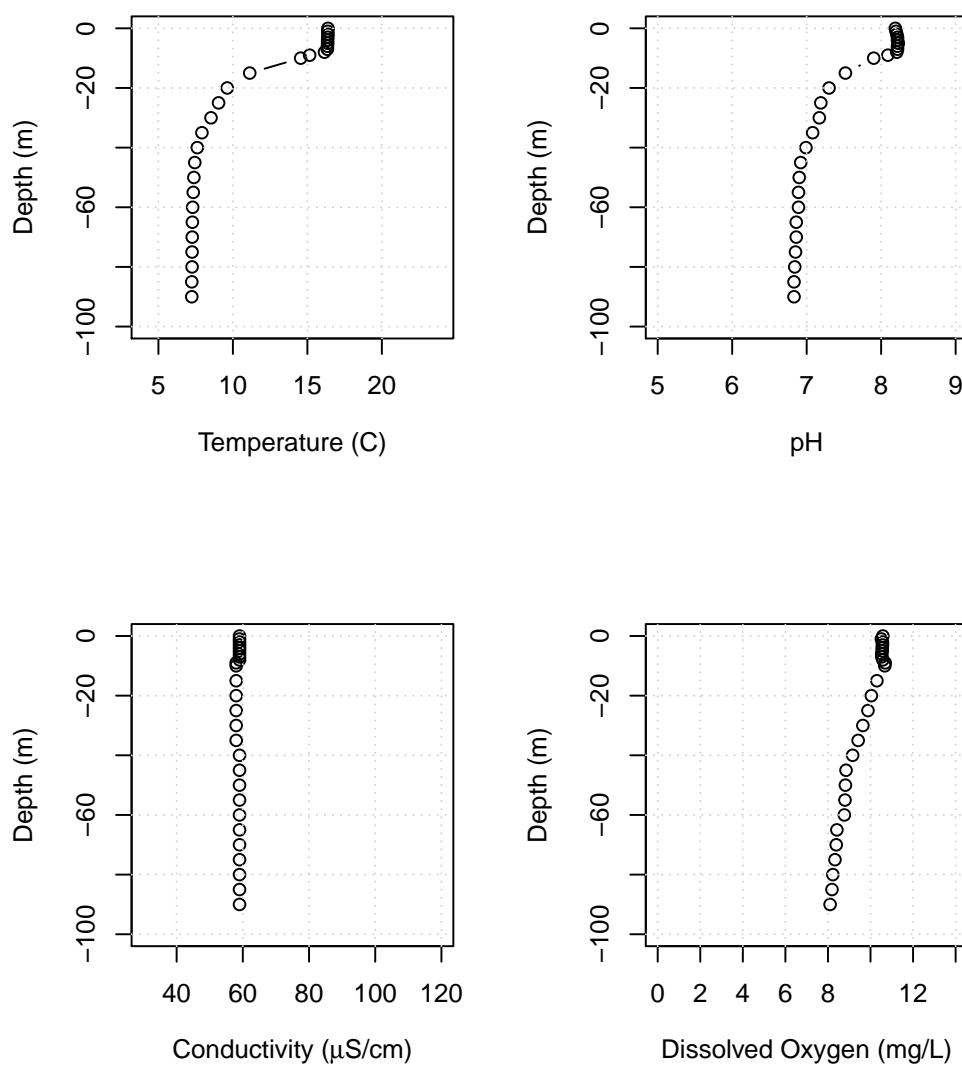 0
−20
−60
−100
Depth (m)
5 10 15 20
Temperature (C)
0
−20
−60
−100
Depth (m)
5 6 7 8 9
pH
0
−20
−60
−100
Depth (m)
40 60 80 100 120
Conductivity (μS/cm)
0
−20
−60
−100
Depth (m)
0 2 4 6 8 12
Dissolved Oxygen (mg/L)